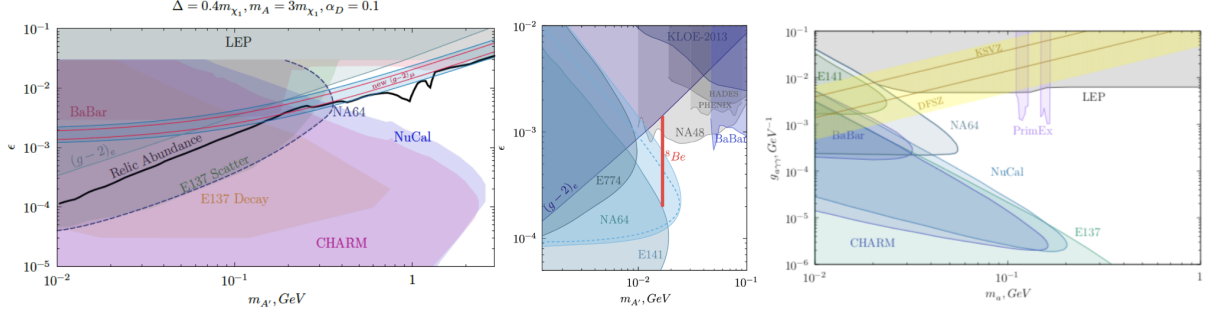 Δ = 0.4m_{χ_1}, m_A = 3m_{χ_1}, α_D = 0.1
10^{-1}
10^{-2}
10^{-3}
10^{-4}
10^{-5}
ϵ
LEP
new (g-2)_μ
BaBar
NA64
NuCal
(g-2)_e
Relic Abundance
E137 Scatter
E137 Decay
CHARM
10^{-2}
10^{-1}
1
m_{A'}, GeV
10^{-2}
10^{-3}
10^{-4}
ϵ
KLOE-2013
HADES
PHENIX
NA48
BaBar
^8Be
E774
(g-2)_e
NA64
E141
10^{-2}
10^{-1}
m_{A'}, GeV
10^{-1}
10^{-2}
10^{-3}
10^{-4}
10^{-5}
10^{-6}
g_{aγγ}, GeV^{-1}
KSVZ
E141
DFSZ
LEP
NA64
PrimEx
BaBar
NuCal
E137
CHARM
10^{-2}
10^{-1}
1
m_a, GeV